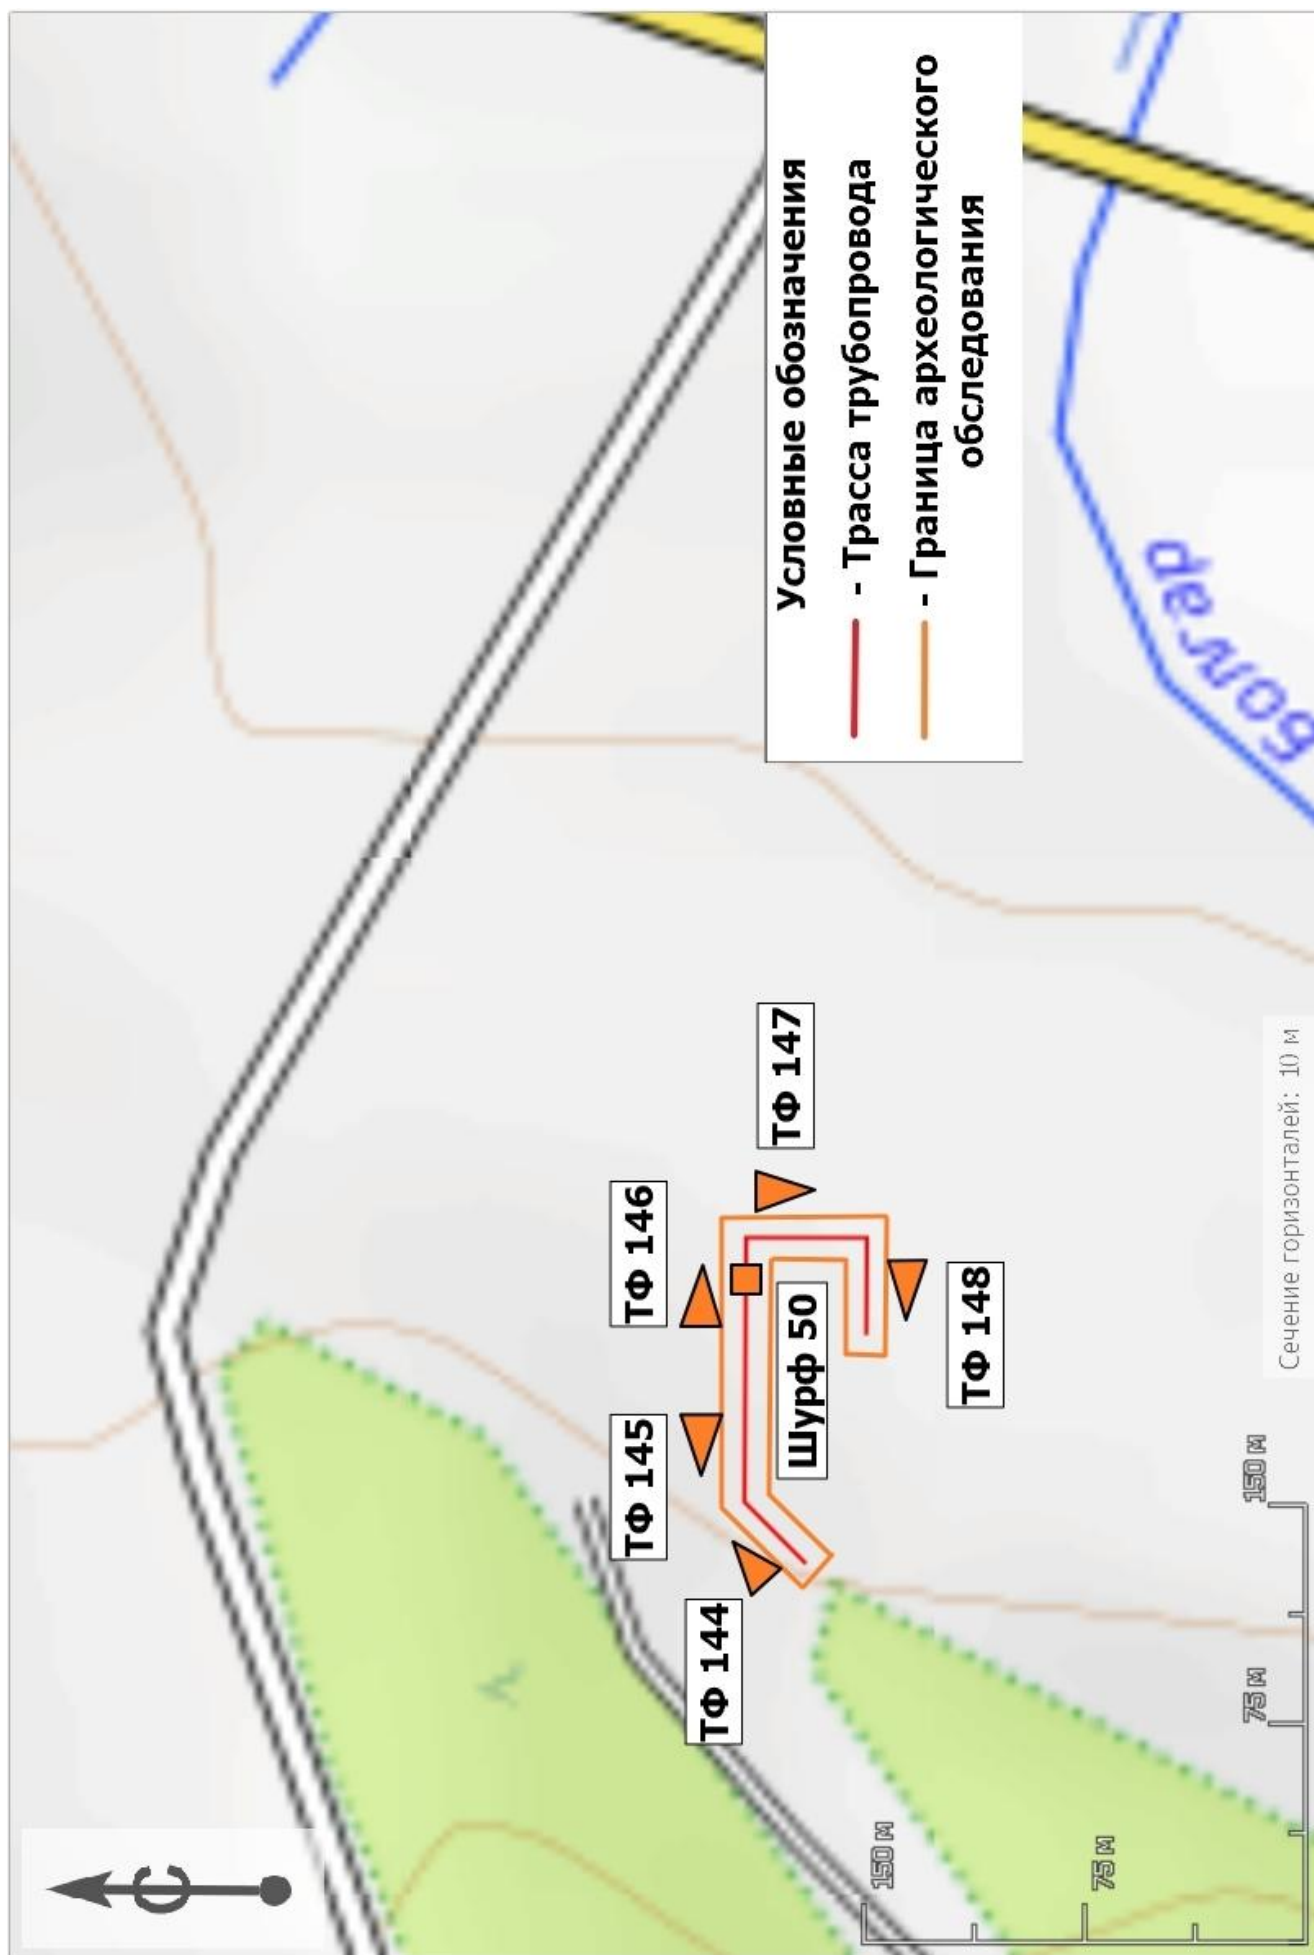 С
Условные обозначения
- Трасса трубопровода
- Граница археологического
обследования
ТФ 144
ТФ 145
ТФ 146
ТФ 147
ТФ 148
Шурф 50
150 м
75 м
75 м
150 м
Сечение горизонталей: 10 м